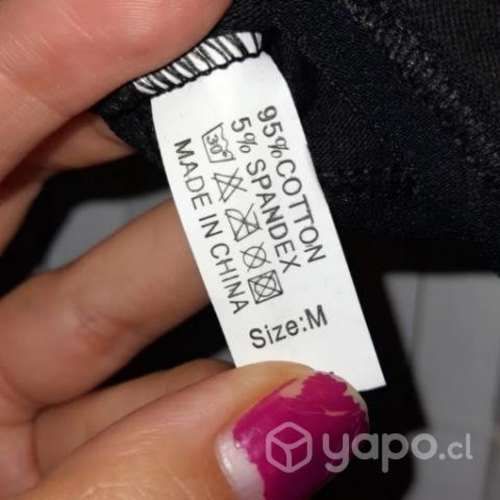 95%COTTON
5% SPANDEX
30°
MADE IN CHINA
Size:M
yapo.cl